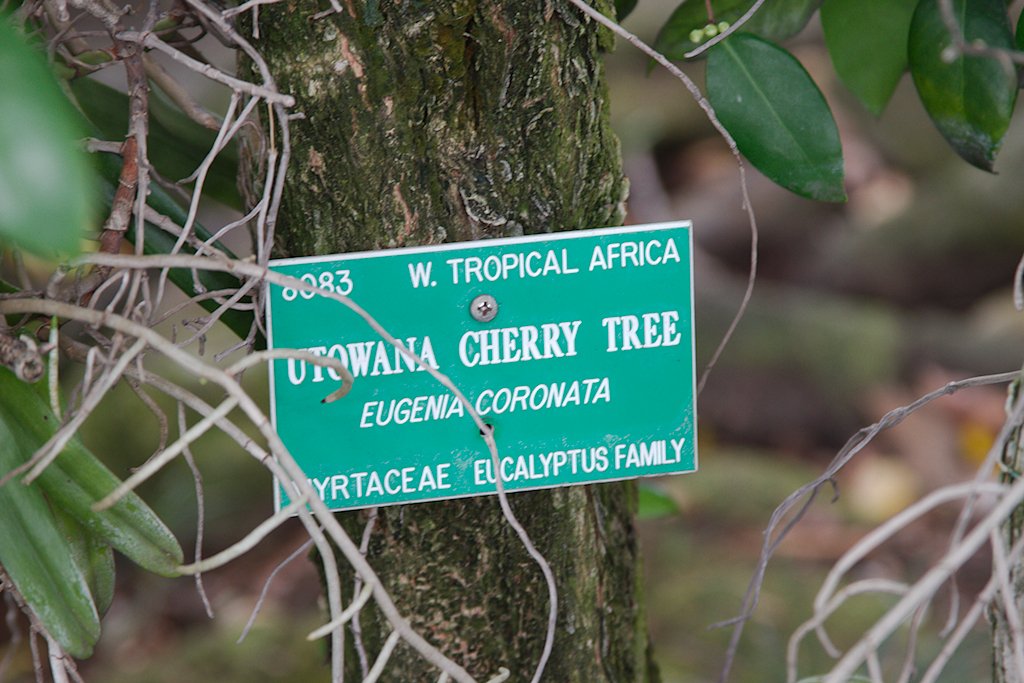 8083 W. TROPICAL AFRICA
UTOWANA CHERRY TREE
EUGENIA CORONATA
MYRTACEAE EUCALYPTUS FAMILY